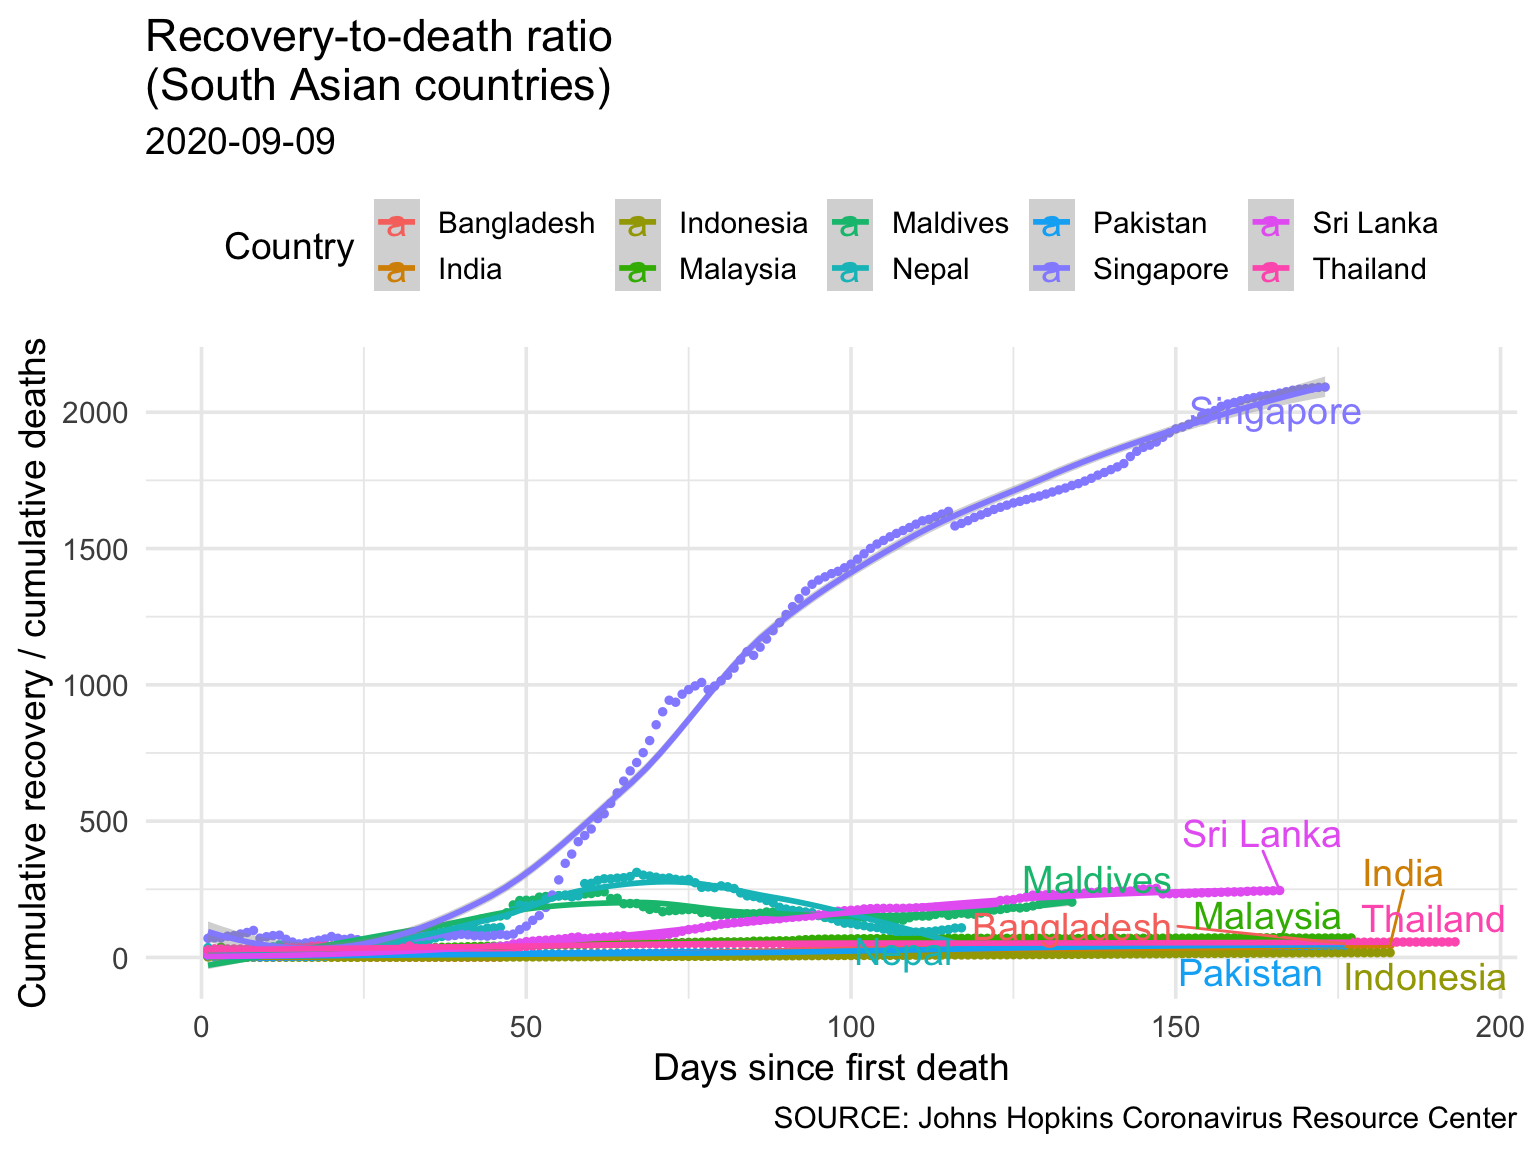 Recovery-to-death ratio
(South Asian countries)
2020-09-09
Country
a Bangladesh a Indonesia a Maldives a Pakistan a Sri Lanka
a India a Malaysia a Nepal a Singapore a Thailand
Cumulative recovery / cumulative deaths
2000
1500
1000
500
0
Singapore
Sri Lanka
India
Maldives
Malaysia
Thailand
Bangladesh
Nepal
Pakistan
Indonesia
0 50 100 150 200
Days since first death
SOURCE: Johns Hopkins Coronavirus Resource Center